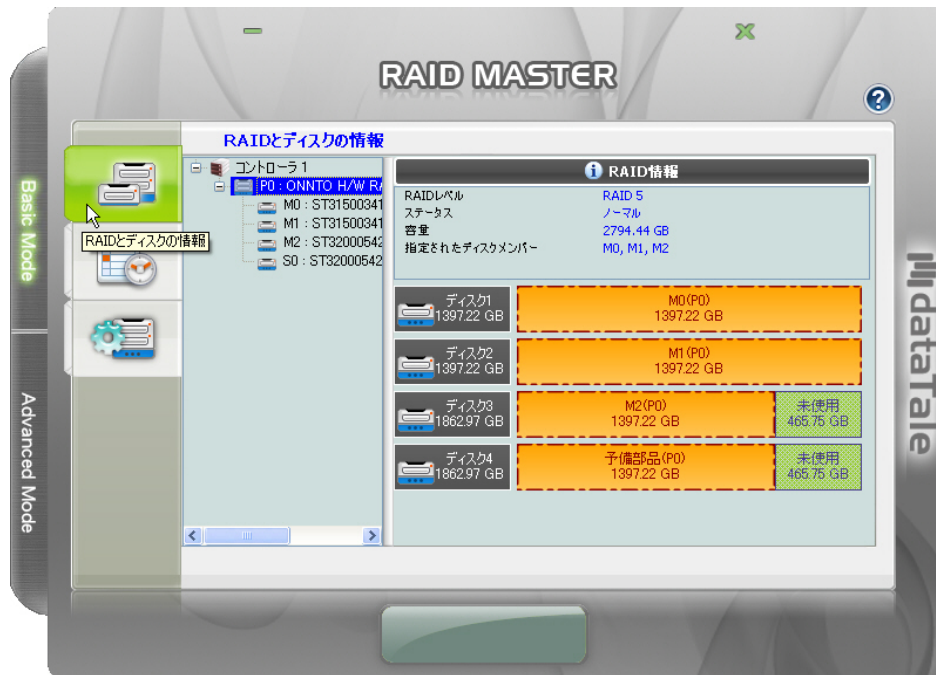 RAID MASTER
?
RAIDとディスクの情報
コントローラ 1
P0 : ONNTO H/W RA
M0 : ST31500341
M1 : ST31500341
M2 : ST32000542
S0 : ST32000542
RAIDとディスクの情報
Basic Mode
Advanced Mode
RAID情報
RAIDレベル RAID 5
ステータス ノーマル
容量 2794.44 GB
指定されたディスクメンバー M0, M1, M2
ディスク1
1397.22 GB
M0(P0)
1397.22 GB
ディスク2
1397.22 GB
M1(P0)
1397.22 GB
ディスク3
1862.97 GB
M2(P0)
1397.22 GB
未使用
465.75 GB
ディスク4
1862.97 GB
予備部品(P0)
1397.22 GB
未使用
465.75 GB
dataTale